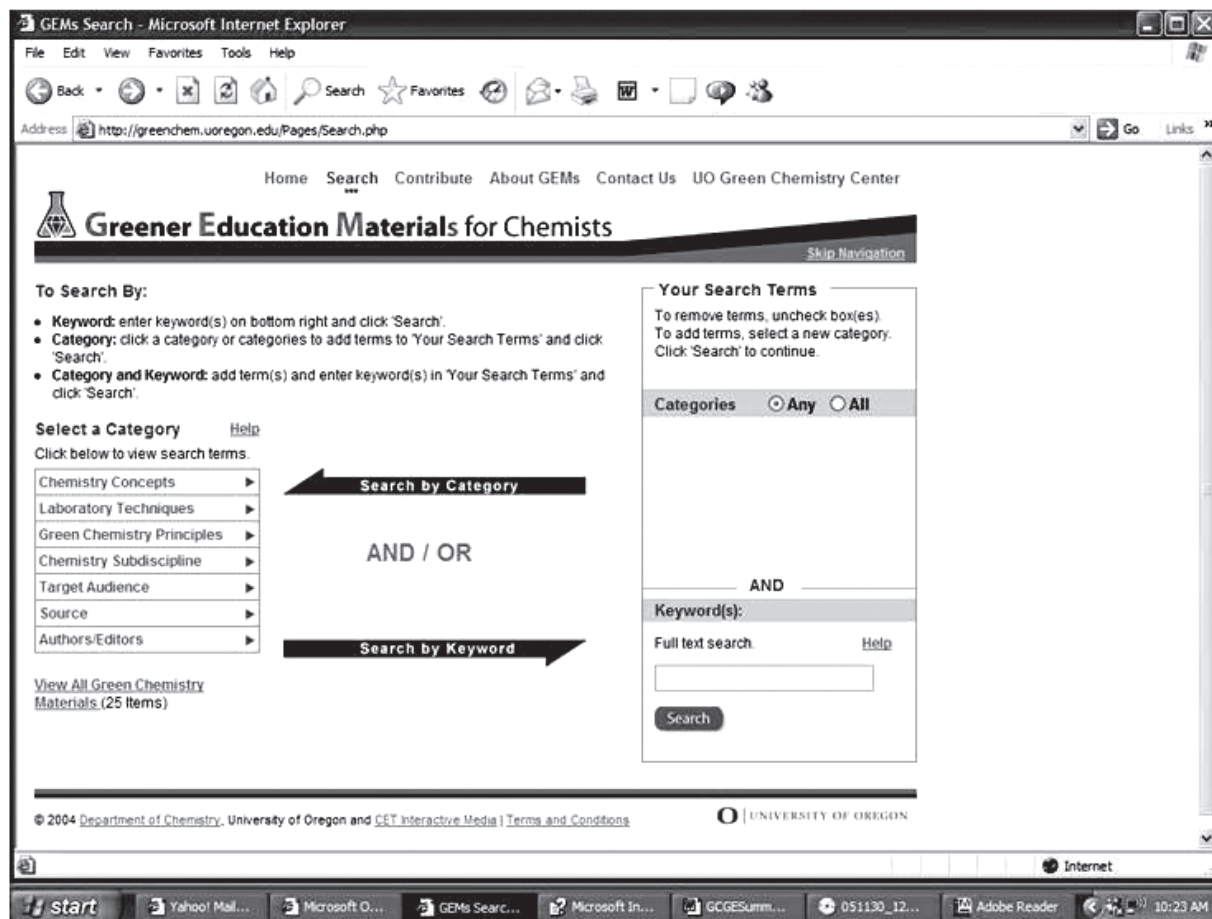 GEMs Search - Microsoft Internet Explorer
File Edit View Favorites Tools Help
Back Search Favorites
Address http://greenchem.uoregon.edu/Pages/Search.php Go Links »
Home Search Contribute About GEMs Contact Us UO Green Chemistry Center
Greener Education Materials for Chemists
Skip Navigation
To Search By:
• Keyword: enter keyword(s) on bottom right and click 'Search'.
• Category: click a category or categories to add terms to 'Your Search Terms' and click
'Search'.
• Category and Keyword: add term(s) and enter keyword(s) in 'Your Search Terms' and
click 'Search'.
Select a Category Help
Click below to view search terms.
Chemistry Concepts
Laboratory Techniques
Green Chemistry Principles
Chemistry Subdiscipline
Target Audience
Source
Authors/Editors
View All Green Chemistry
Materials (25 Items)
Search by Category
AND / OR
Search by Keyword
Your Search Terms
To remove terms, uncheck box(es).
To add terms, select a new category.
Click 'Search' to continue.
Categories Any All
AND
Keyword(s):
Full text search. Help
Search
© 2004 Department of Chemistry, University of Oregon and CET Interactive Media | Terms and Conditions
O | UNIVERSITY OF OREGON
Internet
start Yahoo! Mail... Microsoft O... GEMs Searc... Microsoft In... GCGESumm... 051130_12... Adobe Reader 10:23 AM